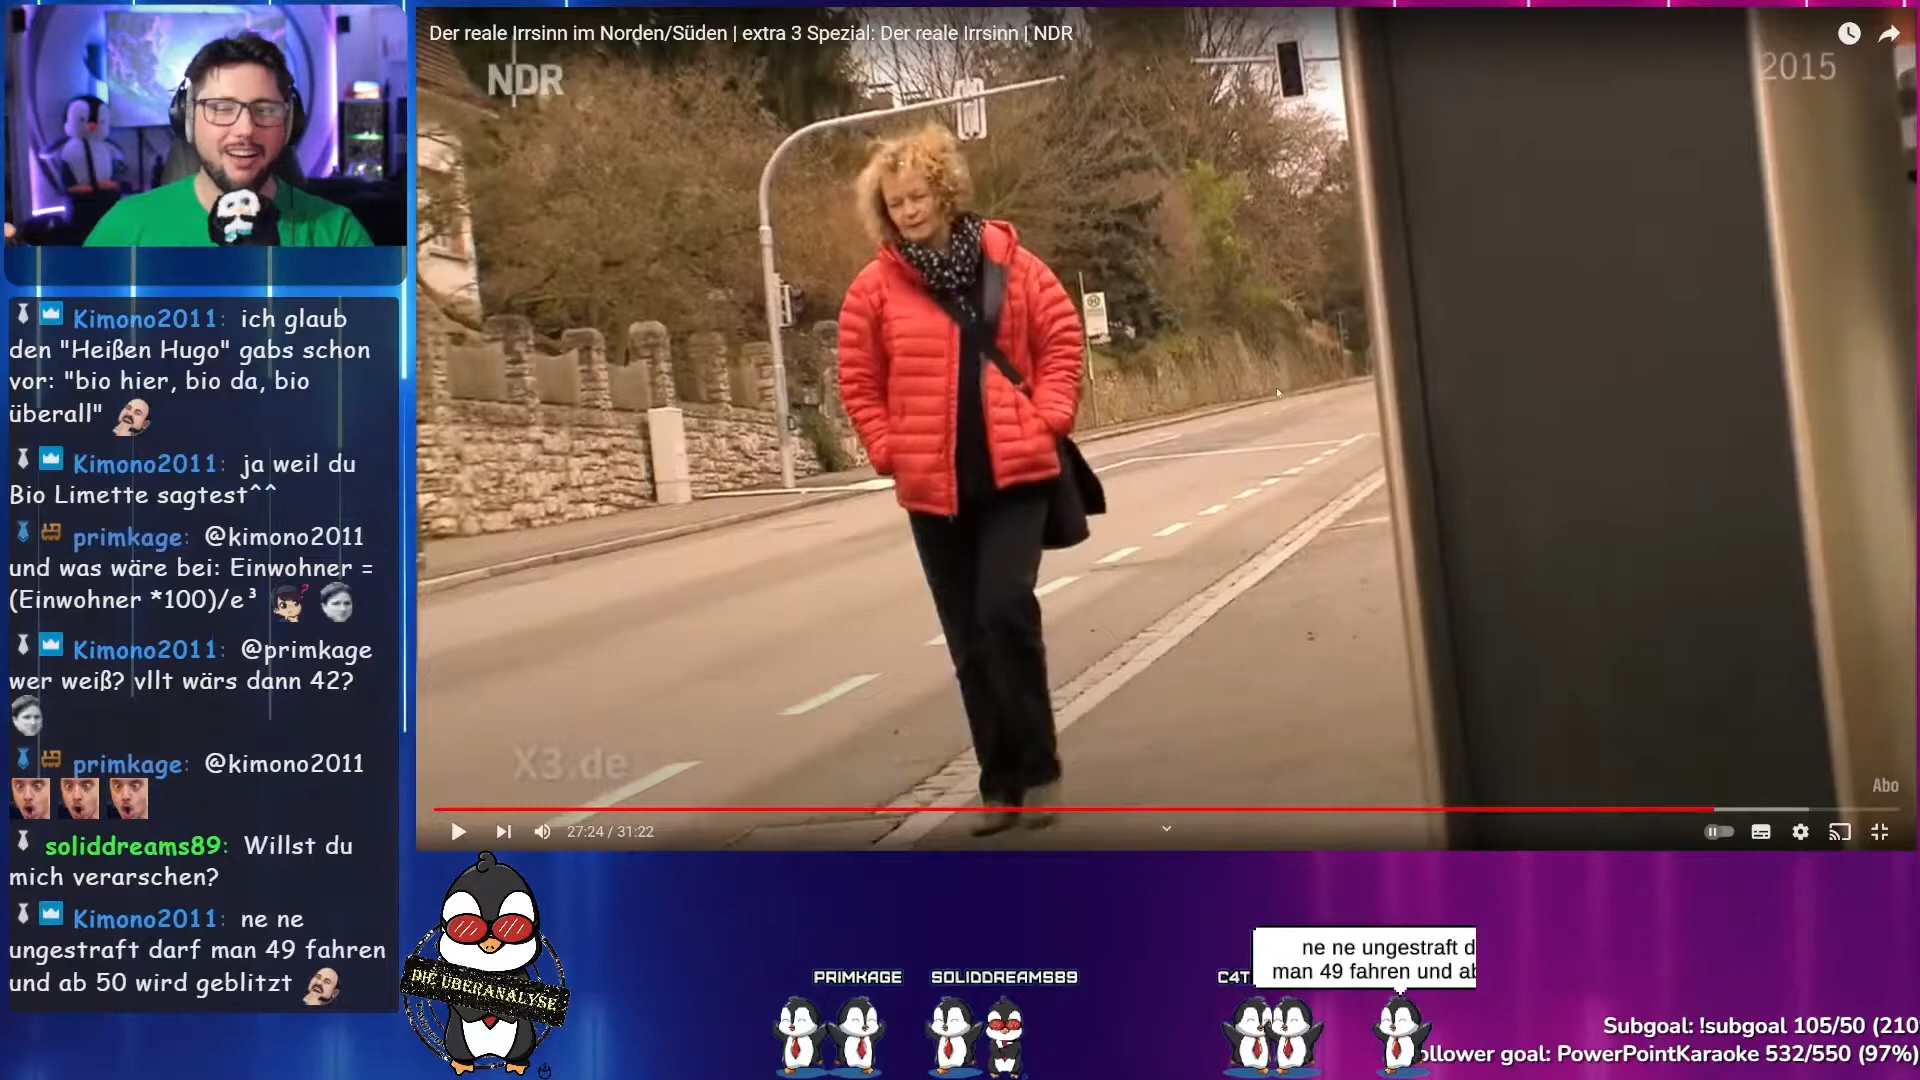 Der reale Irrsinn im Norden/Süden | extra 3 Spezial: Der reale Irrsinn | NDR
NDR
2015
Kimono2011: ich glaub
den "Heißen Hugo" gabs schon
vor: "bio hier, bio da, bio
überall"
Kimono2011: ja weil du
Bio Limette sagtest^^
primkage: @kimono2011
und was wäre bei: Einwohner =
(Einwohner *100)/e³
Kimono2011: @primkage
wer weiß? vllt wärs dann 42?
primkage: @kimono2011
soliddreams89: Willst du
mich verarschen?
Kimono2011: ne ne
ungestraft darf man 49 fahren
und ab 50 wird geblitzt
X3.de
Abo
27:24 / 31:22
DIE ÜBERANALYSE
PRIMKAGE
SOLIDDREAMS89
C4T
ne ne ungestraft d
man 49 fahren und ab
Subgoal: !subgoal 105/50 (210
ollower goal: PowerPointKaraoke 532/550 (97%)